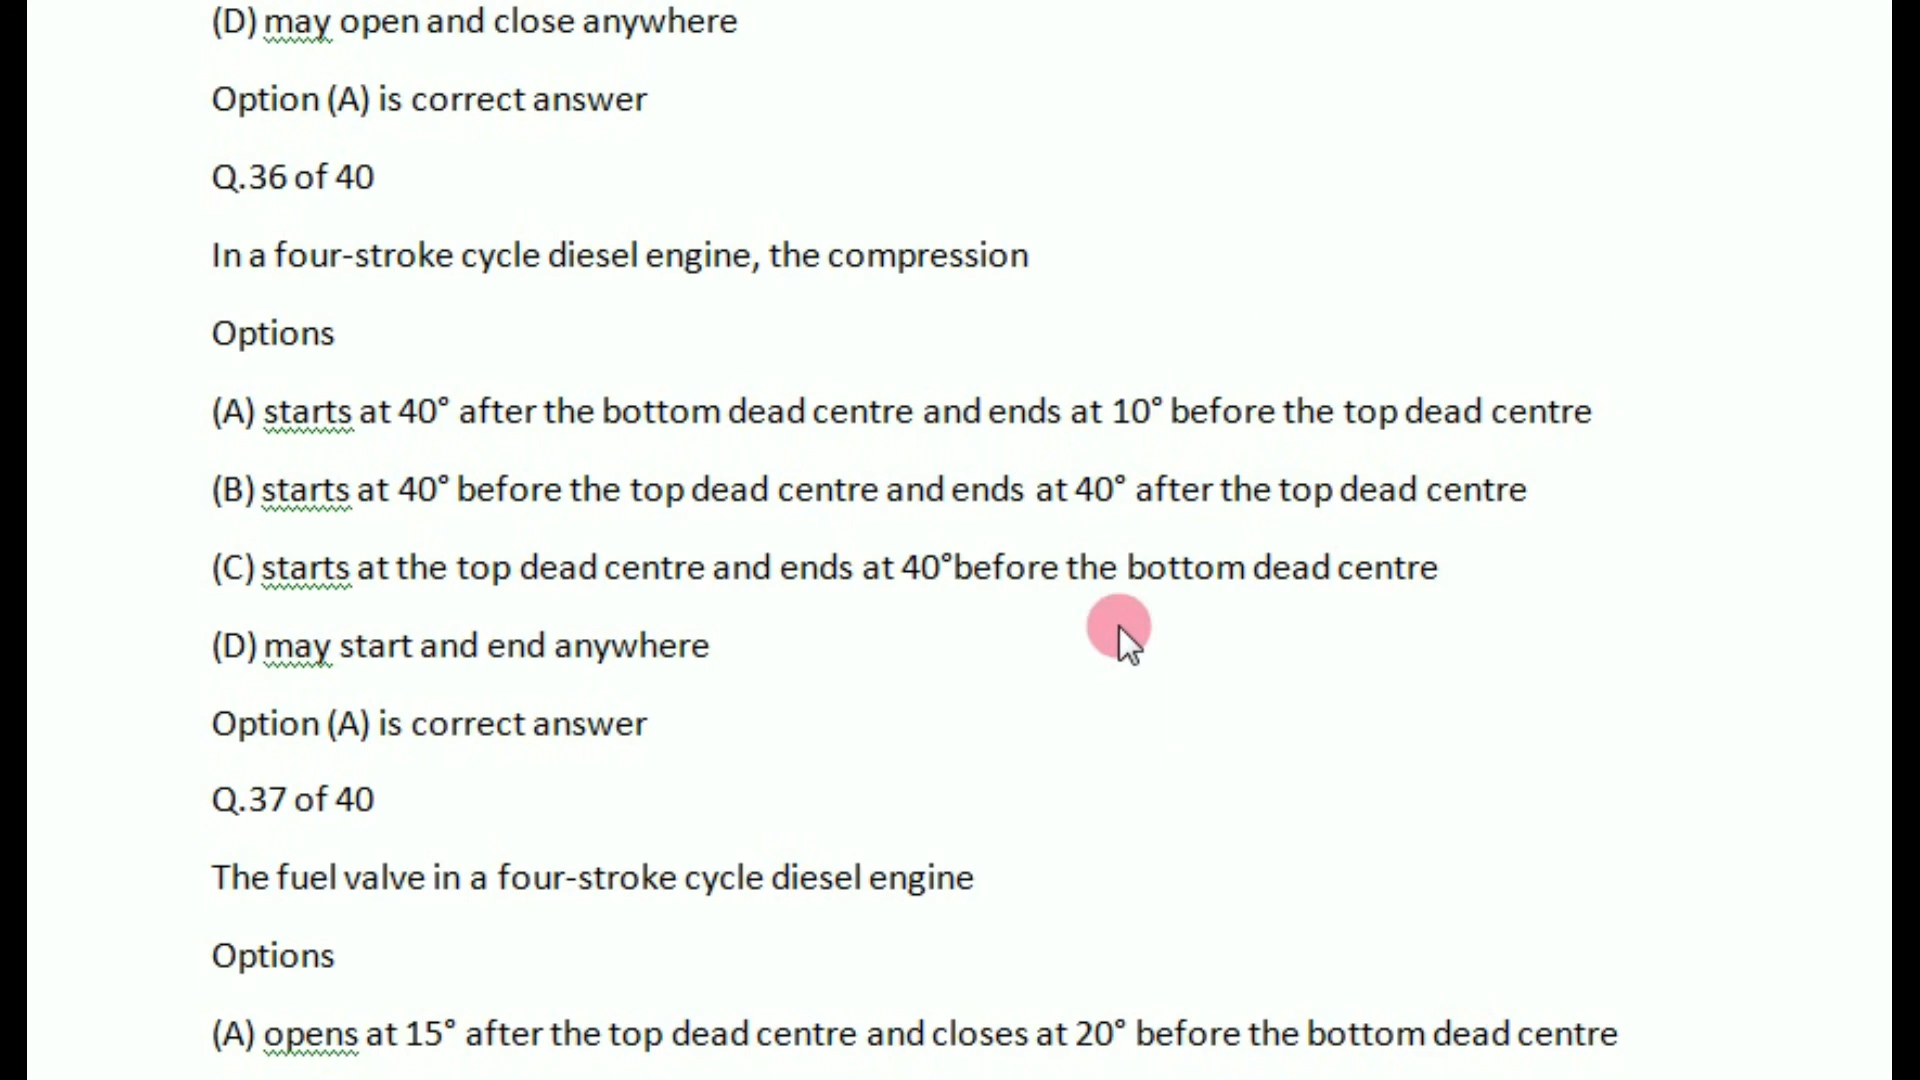 (D) may open and close anywhere
Option (A) is correct answer
Q.36 of 40
In a four-stroke cycle diesel engine, the compression
Options
(A) starts at 40° after the bottom dead centre and ends at 10° before the top dead centre
(B) starts at 40° before the top dead centre and ends at 40° after the top dead centre
(C) starts at the top dead centre and ends at 40°before the bottom dead centre
(D) may start and end anywhere
Option (A) is correct answer
Q.37 of 40
The fuel valve in a four-stroke cycle diesel engine
Options
(A) opens at 15° after the top dead centre and closes at 20° before the bottom dead centre